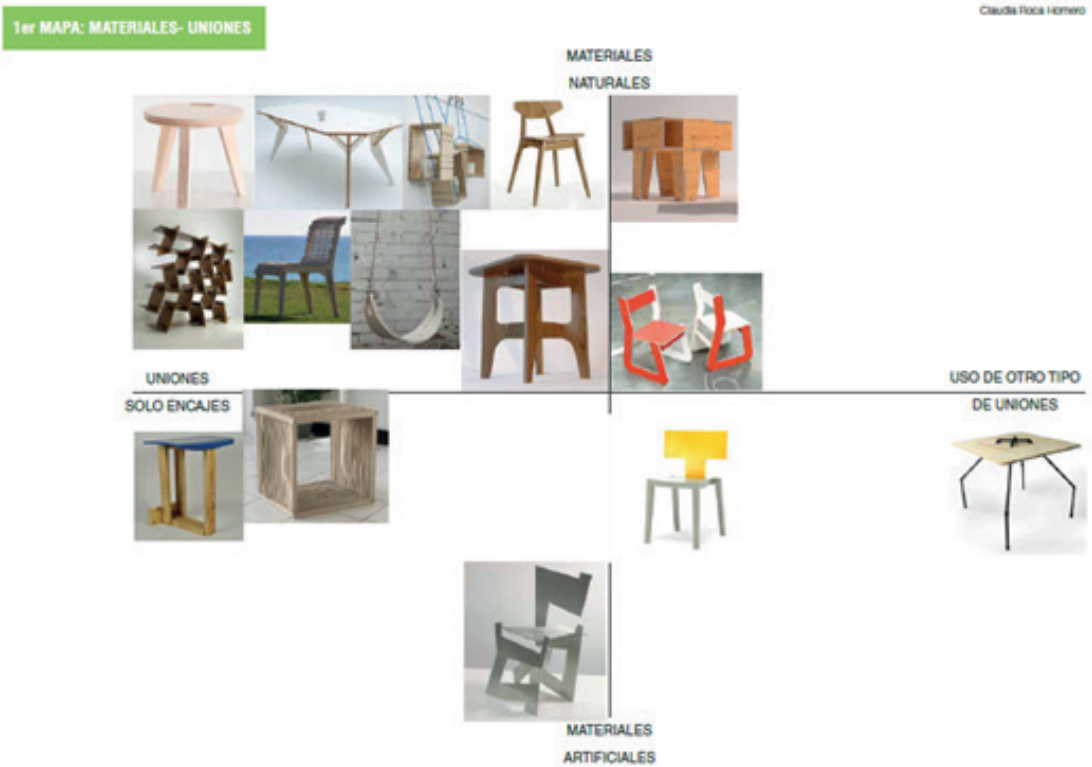 Claudia Roca Homero
1er MAPA: MATERIALES- UNIONES
MATERIALES
NATURALES
UNIONES
SOLO ENCAJES
USO DE OTRO TIPO
DE UNIONES
MATERIALES
ARTIFICIALES